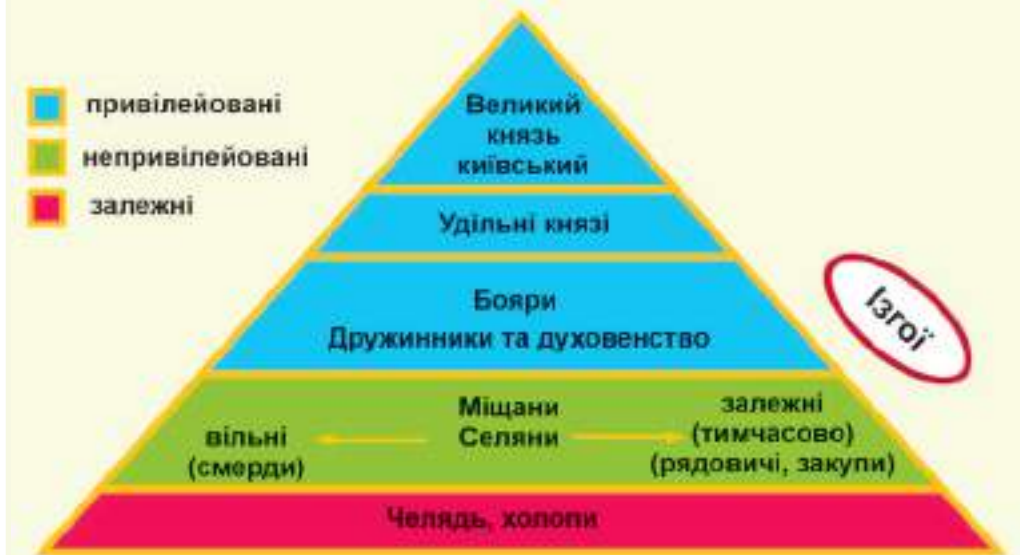 привілейовані
непривілейовані
залежні
Великий
князь
київський
Удільні князі
Бояри
Дружинники та духовенство
Ізгої
Міщани
Селяни
вільні
(смерди)
залежні
(тимчасово)
(рядовичі, закупи)
Челядь, холопи